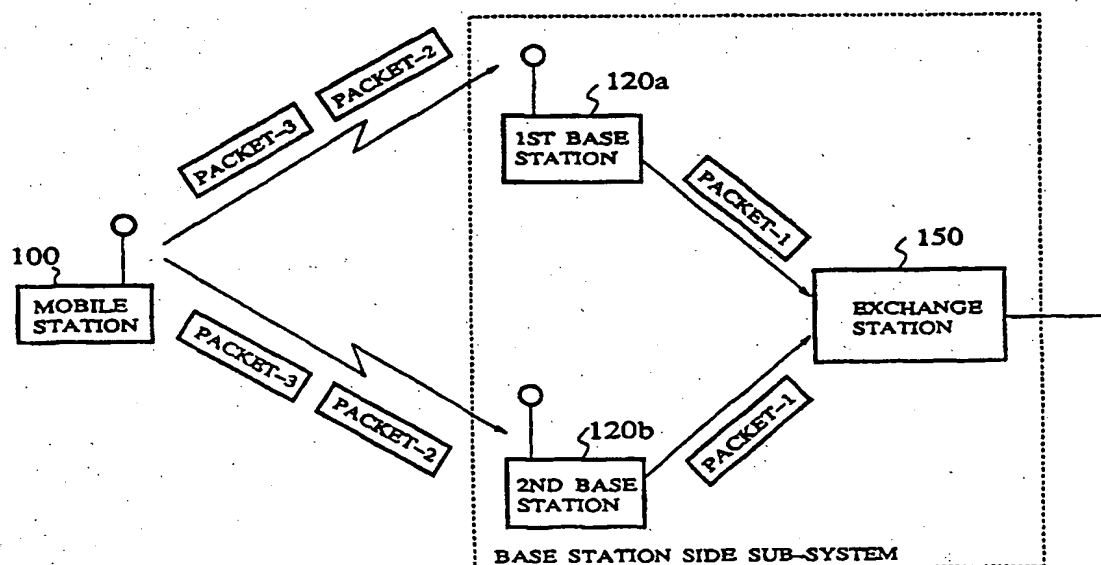 PACKET-2
PACKET-3
120a
1ST BASE
STATION
PACKET-1
100
MOBILE
STATION
150
EXCHANGE
STATION
PACKET-3
PACKET-2
120b
2ND BASE
STATION
PACKET-1
BASE STATION SIDE SUB-SYSTEM